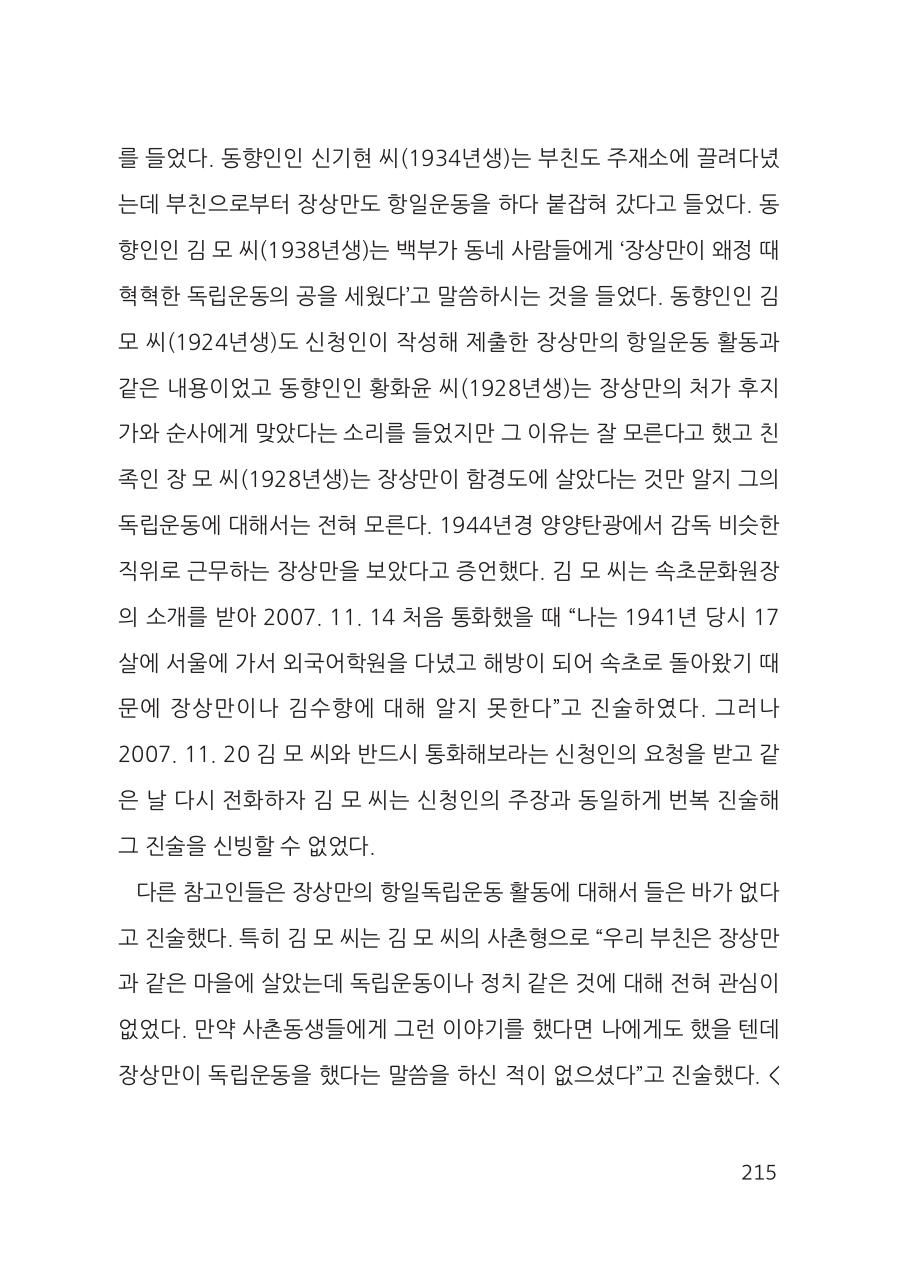 를 들었다. 동향인인 신기현 씨(1934년생)는 부친도 주재소에 끌려다녔
는데 부친으로부터 장상만도 항일운동을 하다 붙잡혀 갔다고 들었다. 동
향인인 김 모 씨(1938년생)는 백부가 동네 사람들에게 ‘장상만이 왜정 때
혁혁한 독립운동의 공을 세웠다’고 말씀하시는 것을 들었다. 동향인인 김
모 씨(1924년생)도 신청인이 작성해 제출한 장상만의 항일운동 활동과
같은 내용이었고 동향인인 황화윤 씨(1928년생)는 장상만의 처가 후지
가와 순사에게 맞았다는 소리를 들었지만 그 이유는 잘 모른다고 했고 친
족인 장 모 씨(1928년생)는 장상만이 함경도에 살았다는 것만 알지 그의
독립운동에 대해서는 전혀 모른다. 1944년경 양양탄광에서 감독 비슷한
직위로 근무하는 장상만을 보았다고 증언했다. 김 모 씨는 속초문화원장
의 소개를 받아 2007. 11. 14 처음 통화했을 때 “나는 1941년 당시 17
살에 서울에 가서 외국어학원을 다녔고 해방이 되어 속초로 돌아왔기 때
문에 장상만이나 김수향에 대해 알지 못한다”고 진술하였다. 그러나
2007. 11. 20 김 모 씨와 반드시 통화해보라는 신청인의 요청을 받고 같
은 날 다시 전화하자 김 모 씨는 신청인의 주장과 동일하게 번복 진술해
그 진술을 신빙할 수 없었다.
다른 참고인들은 장상만의 항일독립운동 활동에 대해서 들은 바가 없다
고 진술했다. 특히 김 모 씨는 김 모 씨의 사촌형으로 “우리 부친은 장상만
과 같은 마을에 살았는데 독립운동이나 정치 같은 것에 대해 전혀 관심이
없었다. 만약 사촌동생들에게 그런 이야기를 했다면 나에게도 했을 텐데
장상만이 독립운동을 했다는 말씀을 하신 적이 없으셨다”고 진술했다. <
215